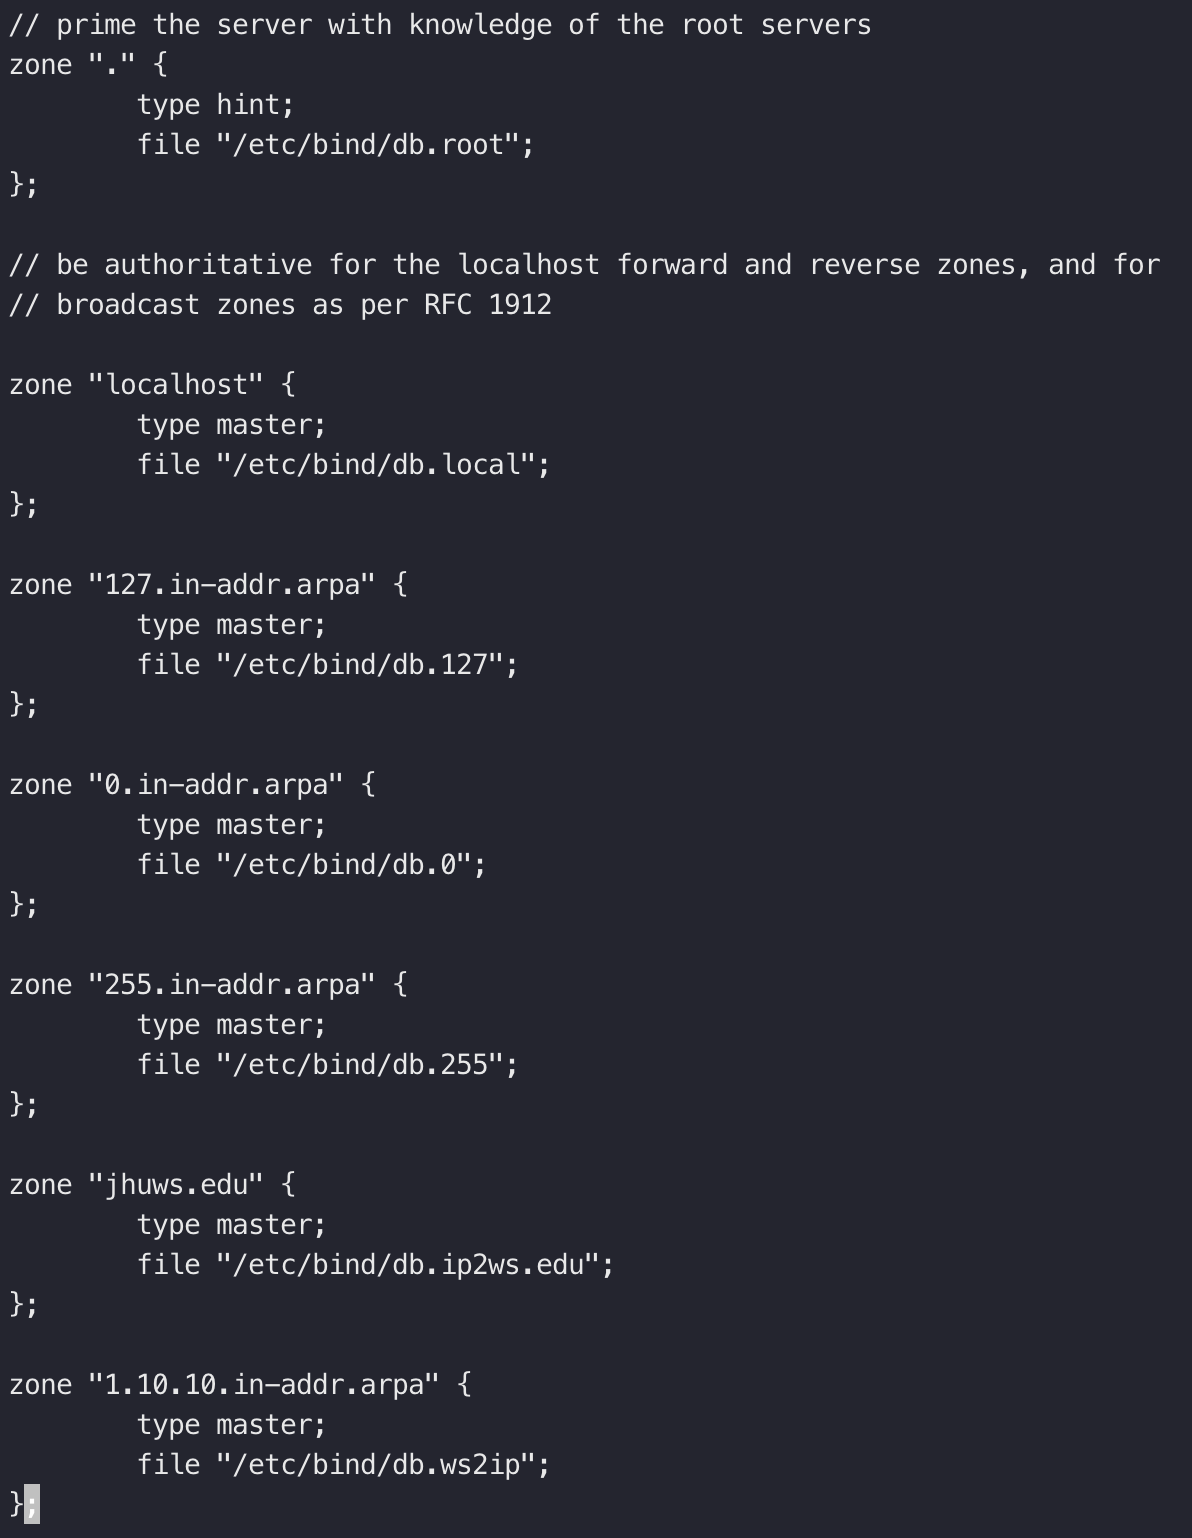 // prime the server with knowledge of the root servers
zone "." {
        type hint;
        file "/etc/bind/db.root";
};

// be authoritative for the localhost forward and reverse zones, and for
// broadcast zones as per RFC 1912

zone "localhost" {
        type master;
        file "/etc/bind/db.local";
};

zone "127.in-addr.arpa" {
        type master;
        file "/etc/bind/db.127";
};

zone "0.in-addr.arpa" {
        type master;
        file "/etc/bind/db.0";
};

zone "255.in-addr.arpa" {
        type master;
        file "/etc/bind/db.255";
};

zone "jhuws.edu" {
        type master;
        file "/etc/bind/db.ip2ws.edu";
};

zone "1.10.10.in-addr.arpa" {
        type master;
        file "/etc/bind/db.ws2ip";
};